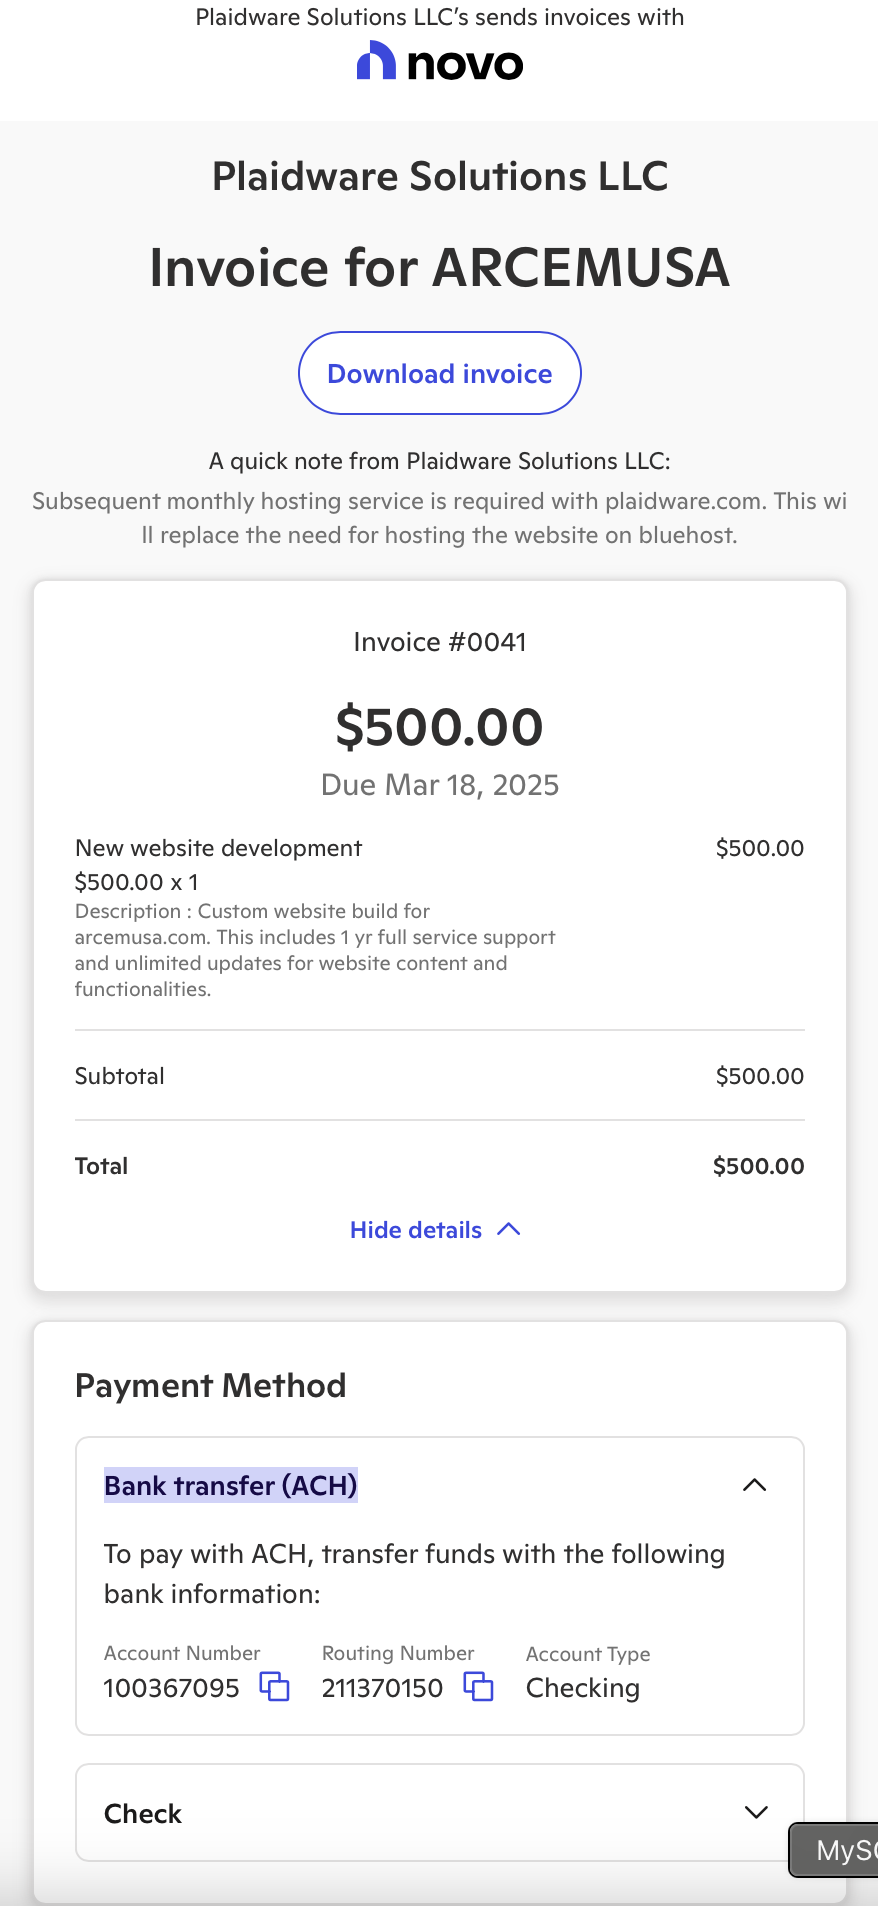 Plaidware Solutions LLC’s sends invoices with
novo
Plaidware Solutions LLC
Invoice for ARCEMUSA
Download invoice
A quick note from Plaidware Solutions LLC:
Subsequent monthly hosting service is required with plaidware.com. This wi
ll replace the need for hosting the website on bluehost.
Invoice #0041
$500.00
Due Mar 18, 2025
New website development $500.00
$500.00 x 1
Description : Custom website build for
arcemusa.com. This includes 1 yr full service support
and unlimited updates for website content and
functionalities.
Subtotal $500.00
Total $500.00
Hide details
Payment Method
Bank transfer (ACH)
To pay with ACH, transfer funds with the following
bank information:
Account Number Routing Number Account Type
100367095 211370150 Checking
Check